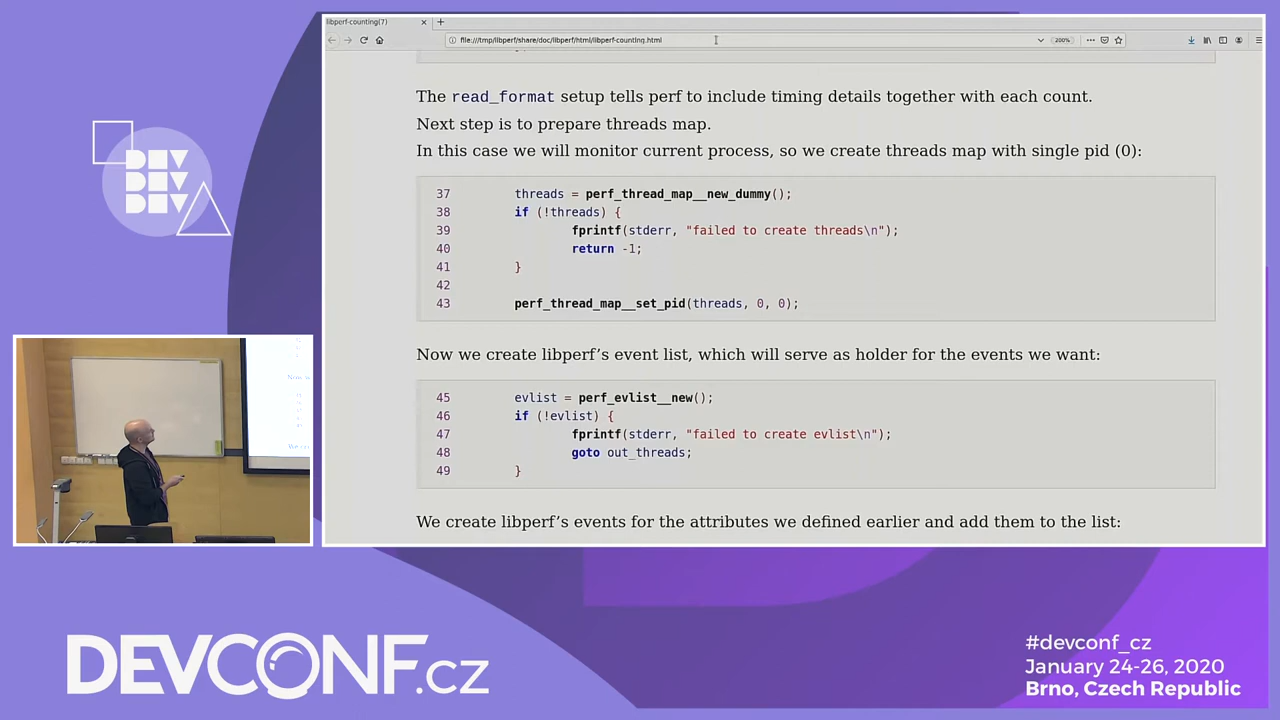 libperf-counting(7)
file:///tmp/libperf/share/doc/libperf/html/libperf-counting.html
200%
The read_format setup tells perf to include timing details together with each count.
Next step is to prepare threads map.
In this case we will monitor current process, so we create threads map with single pid (0):
37 threads = perf_thread_map__new_dummy();
38 if (!threads) {
39 fprintf(stderr, "failed to create threads\n");
40 return -1;
41 }
42
43 perf_thread_map__set_pid(threads, 0, 0);
Now we create libperf’s event list, which will serve as holder for the events we want:
45 evlist = perf_evlist__new();
46 if (!evlist) {
47 fprintf(stderr, "failed to create evlist\n");
48 goto out_threads;
49 }
We create libperf’s events for the attributes we defined earlier and add them to the list:
DEV
DEV
DEV
DEVCONF.cz
#devconf_cz
January 24-26, 2020
Brno, Czech Republic